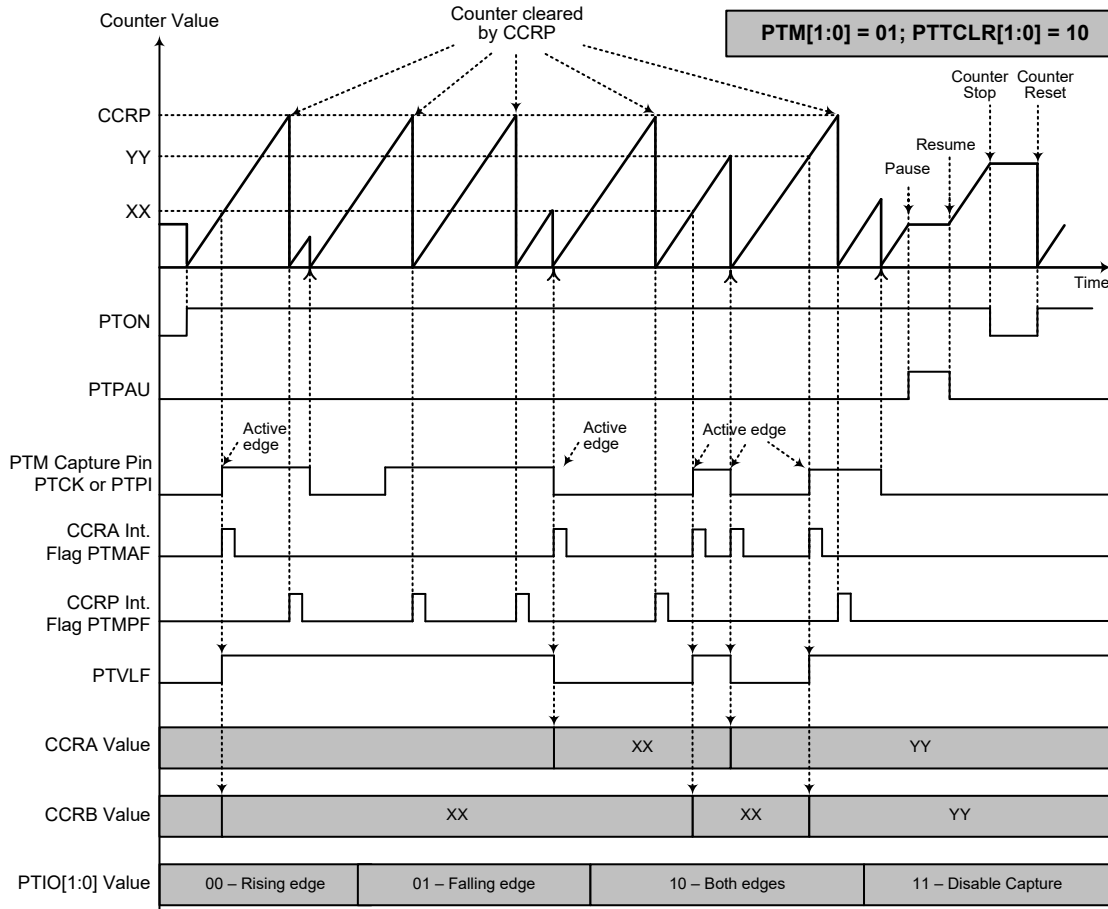 Counter Value
Counter cleared
by CCRP
PTM[1:0] = 01; PTTCLR[1:0] = 10
Counter
Stop
Counter
Reset
CCRP
YY
Resume
Pause
XX
Time
PTON
PTPAU
Active
edge
Active
edge
Active edge
PTM Capture Pin
PTCK or PTPI
CCRA Int.
Flag PTMAF
CCRP Int.
Flag PTMPF
PTVLF
CCRA Value
XX
YY
CCRB Value
XX
XX
YY
PTIO[1:0] Value
00 – Rising edge
01 – Falling edge
10 – Both edges
11 – Disable Capture